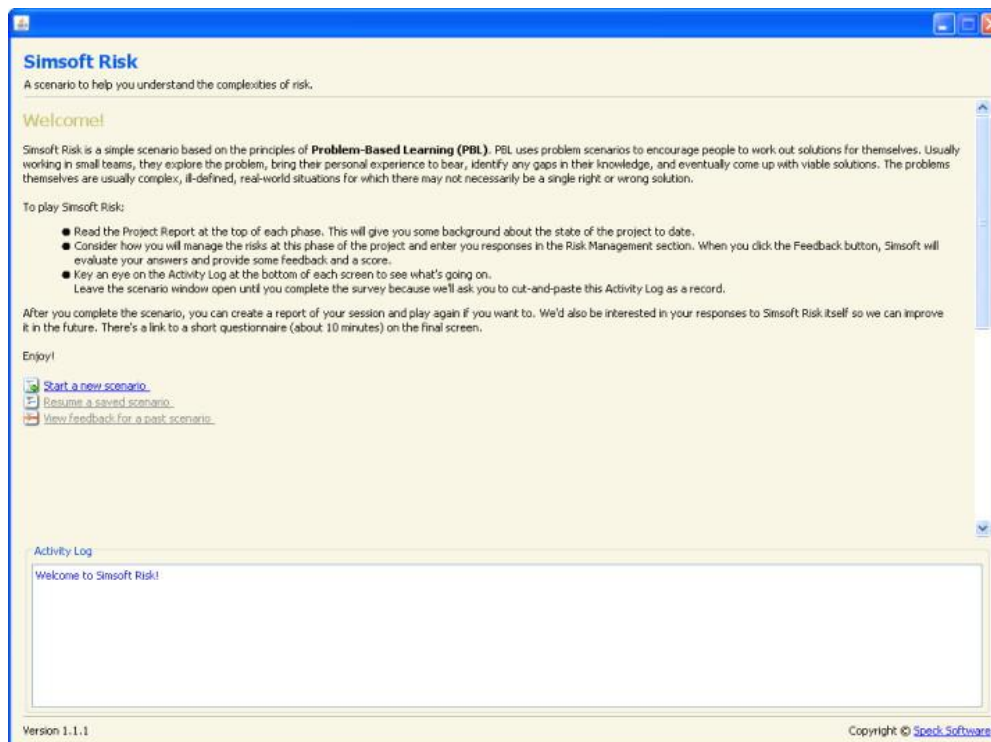 Simsoft Risk
A scenario to help you understand the complexities of risk.
Welcome!
Simsoft Risk is a simple scenario based on the principles of Problem-Based Learning (PBL). PBL uses problem scenarios to encourage people to work out solutions for themselves. Usually
working in small teams, they explore the problem, bring their personal experience to bear, identify any gaps in their knowledge, and eventually come up with viable solutions. The problems
themselves are usually complex, ill-defined, real-world situations for which there may not necessarily be a single right or wrong solution.
To play Simsoft Risk:
● Read the Project Report at the top of each phase. This will give you some background about the state of the project to date.
● Consider how you will manage the risks at this phase of the project and enter you responses in the Risk Management section. When you click the Feedback button, Simsoft will
evaluate your answers and provide some feedback and a score.
● Key an eye on the Activity Log at the bottom of each screen to see what's going on.
Leave the scenario window open until you complete the survey because we'll ask you to cut-and-paste this Activity Log as a record.
After you complete the scenario, you can create a report of your session and play again if you want to. We'd also be interested in your responses to Simsoft Risk itself so we can improve
it in the future. There's a link to a short questionnaire (about 10 minutes) on the final screen.
Enjoy!
Start a new scenario
Resume a saved scenario
View feedback for a past scenario
Activity Log
Welcome to Simsoft Risk!
Version 1.1.1
Copyright © Speck Software